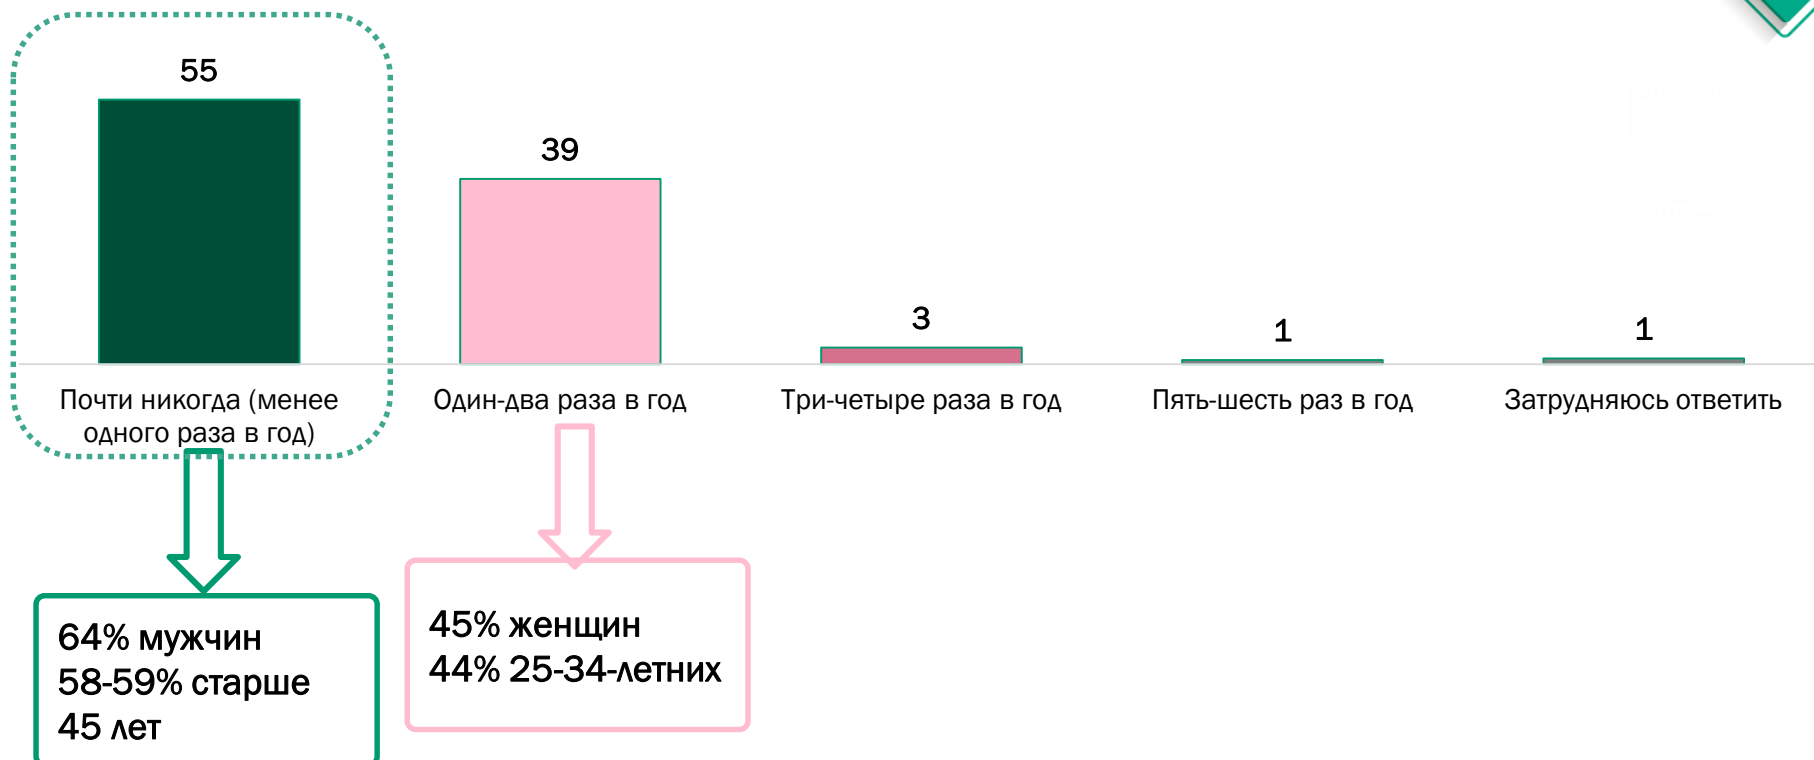 55
39
3
1
1
Почти никогда (менее
одного раза в год)
Один-два раза в год
Три-четыре раза в год
Пять-шесть раз в год
Затрудняюсь ответить
64% мужчин
58-59% старше
45 лет
45% женщин
44% 25-34-летних